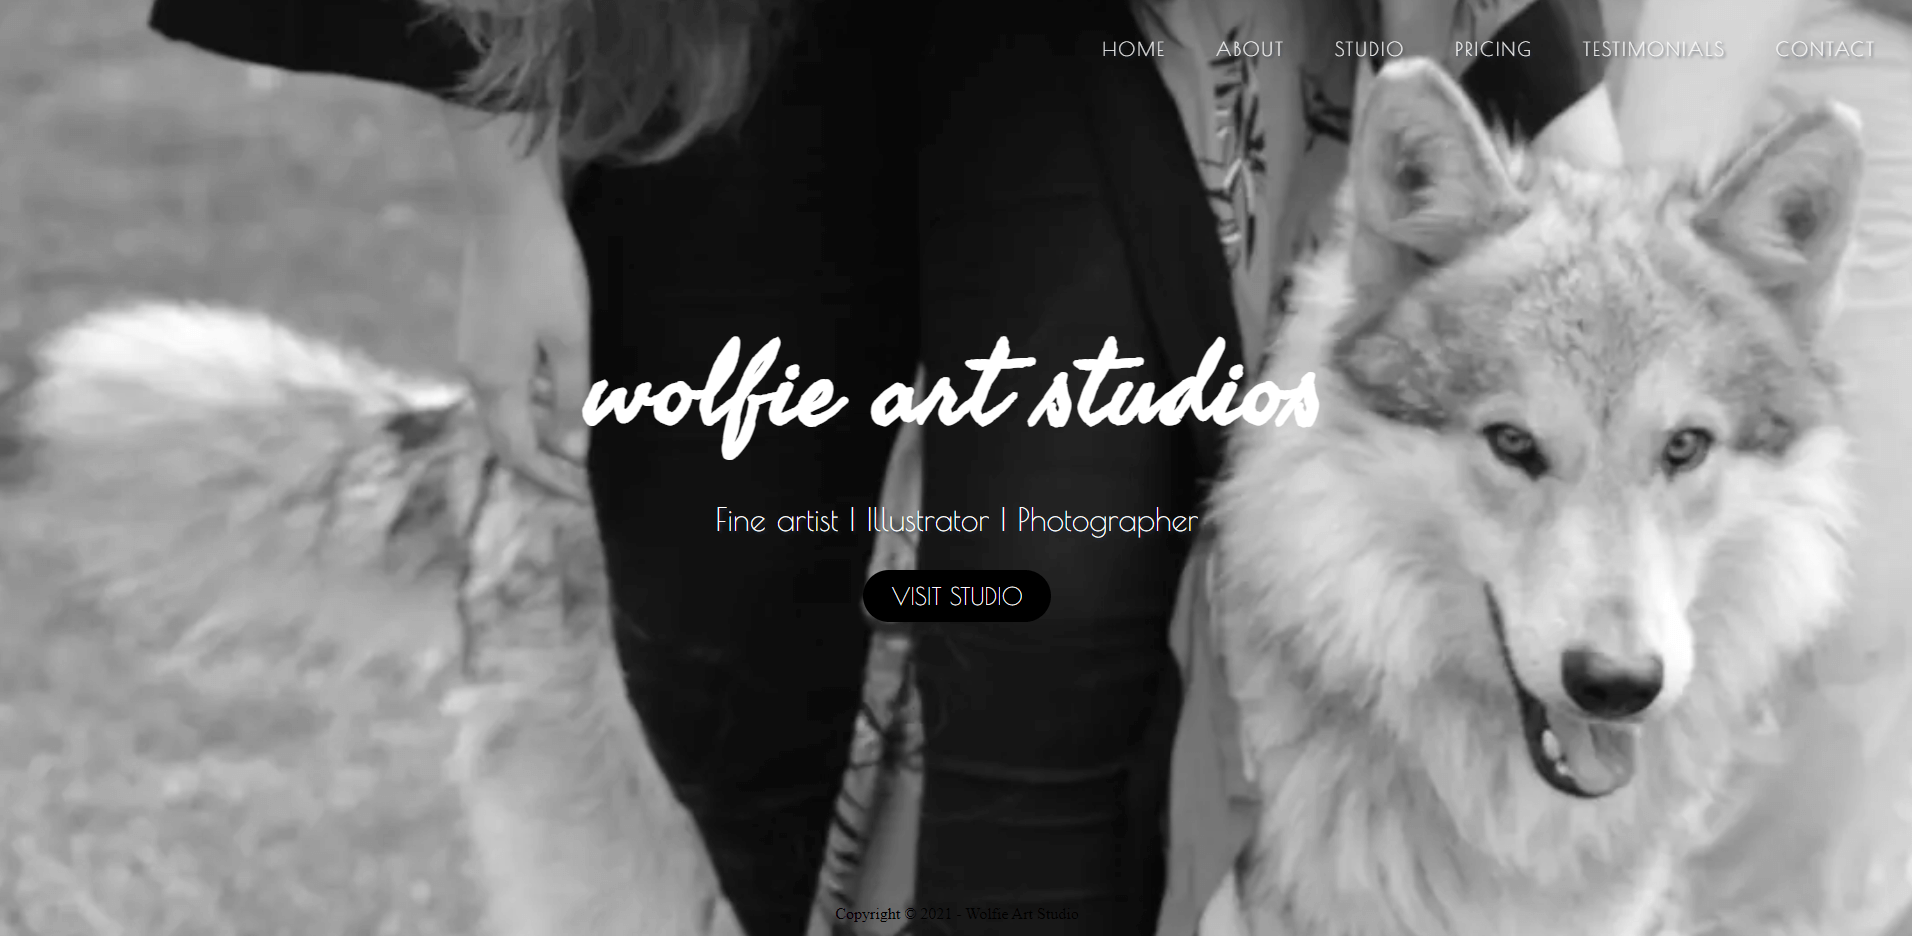 HOME ABOUT STUDIO PRICING TESTIMONIALS CONTACT
wolfie art studios
Fine artist | Illustrator | Photographer
VISIT STUDIO
Copyright © 2021 - Wolfie Art Studio